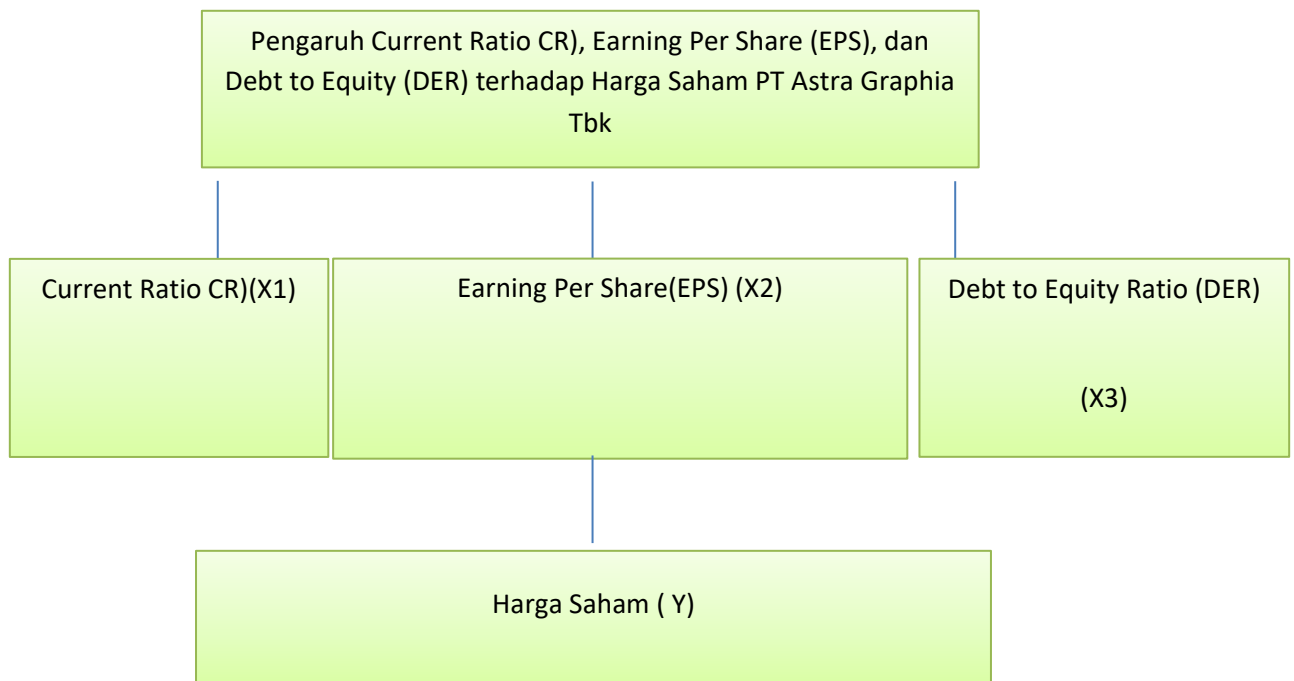 Pengaruh Current Ratio CR), Earning Per Share (EPS), dan
Debt to Equity (DER) terhadap Harga Saham PT Astra Graphia
Tbk
Current Ratio CR)(X1)
Earning Per Share(EPS) (X2)
Debt to Equity Ratio (DER)
(X3)
Harga Saham ( Y)